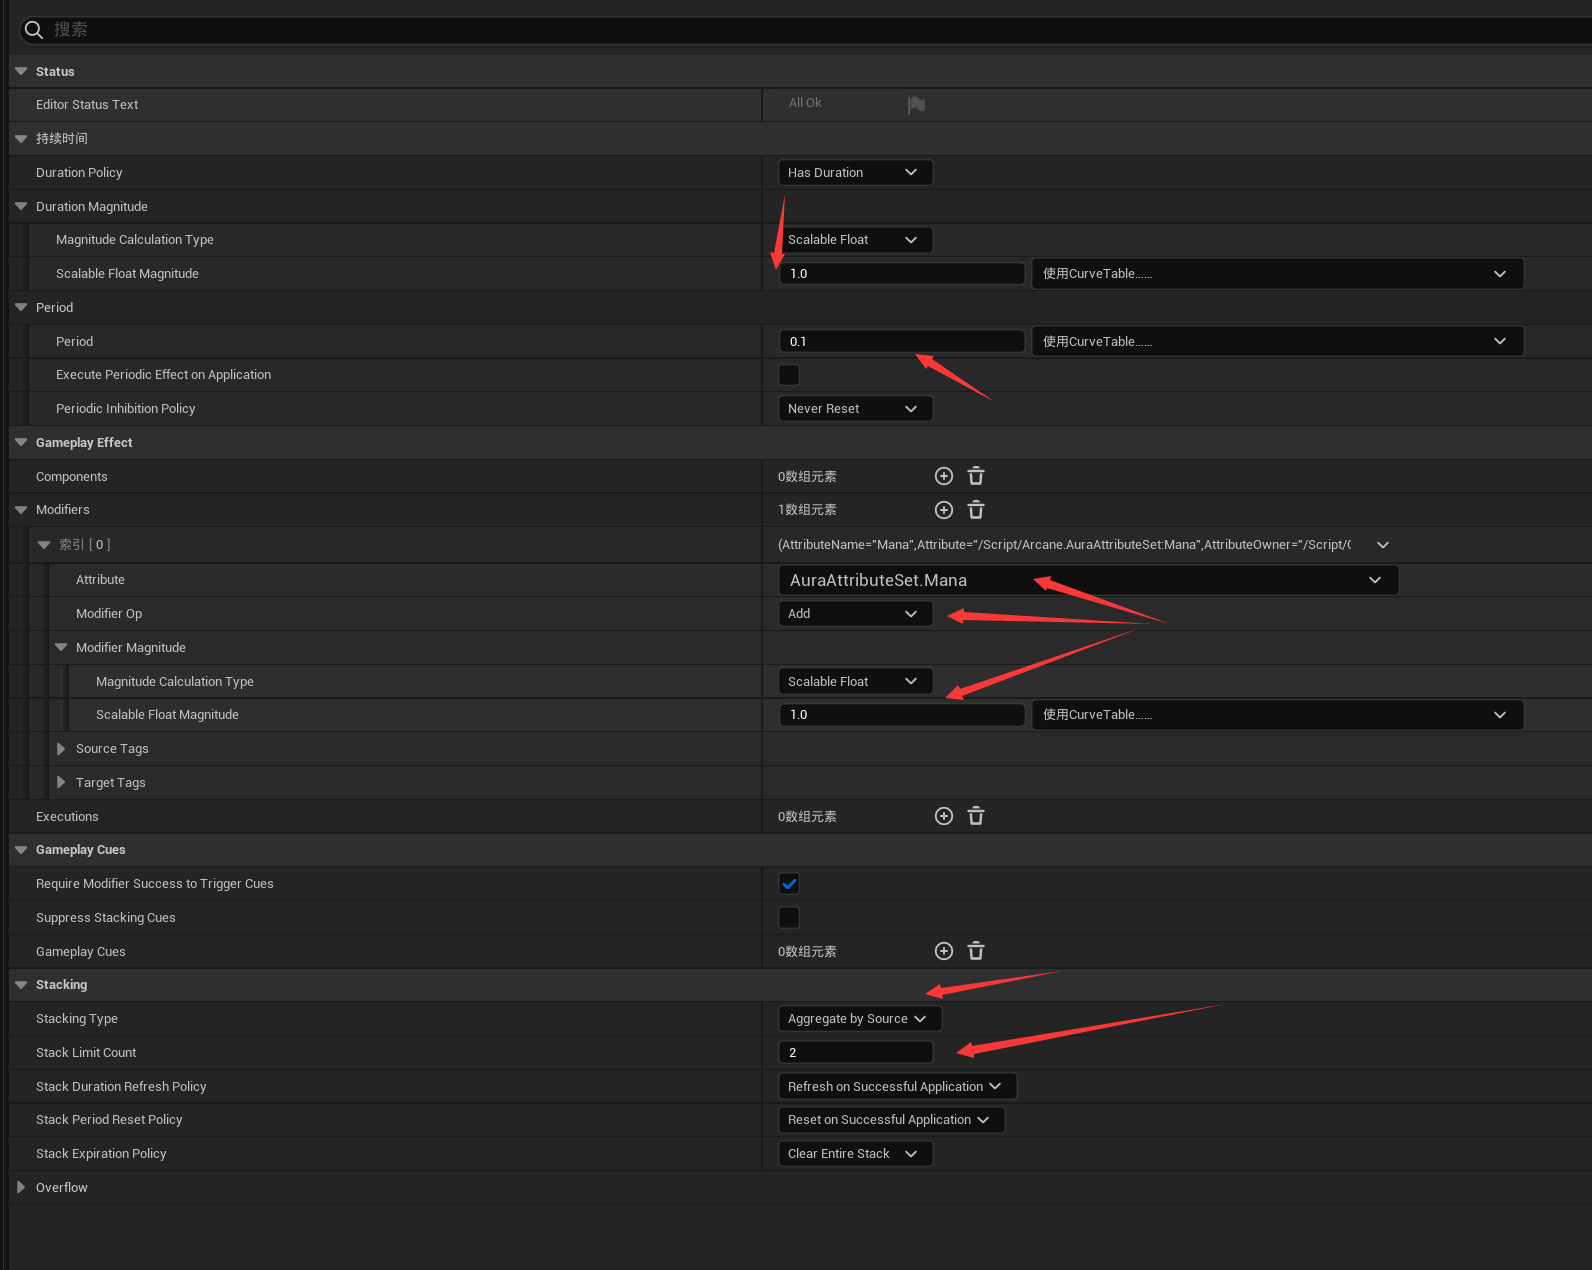 搜索
Status
Editor Status Text
All Ok
持续时间
Duration Policy
Has Duration
Duration Magnitude
Magnitude Calculation Type
Scalable Float
Scalable Float Magnitude
1.0
使用CurveTable……
Period
Period
0.1
使用CurveTable……
Execute Periodic Effect on Application
Periodic Inhibition Policy
Never Reset
Gameplay Effect
Components
0数组元素
Modifiers
1数组元素
索引 [ 0 ]
(AttributeName="Mana",Attribute="/Script/Arcane.AuraAttributeSet:Mana",AttributeOwner="/Script/
Attribute
AuraAttributeSet.Mana
Modifier Op
Add
Modifier Magnitude
Magnitude Calculation Type
Scalable Float
Scalable Float Magnitude
1.0
使用CurveTable……
Source Tags
Target Tags
Executions
0数组元素
Gameplay Cues
Require Modifier Success to Trigger Cues
Suppress Stacking Cues
Gameplay Cues
0数组元素
Stacking
Stacking Type
Aggregate by Source
Stack Limit Count
2
Stack Duration Refresh Policy
Refresh on Successful Application
Stack Period Reset Policy
Reset on Successful Application
Stack Expiration Policy
Clear Entire Stack
Overflow